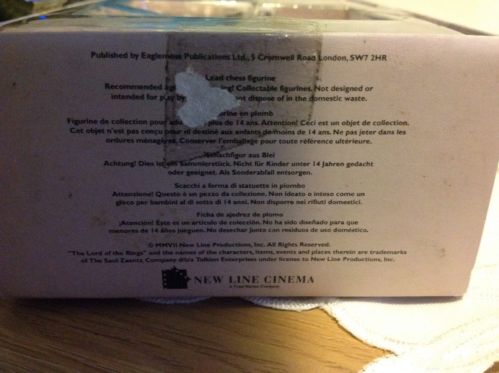 Published by Eaglemoss Publications Ltd., 5 Cromwell Road London, SW7 2HR
Lead chess figurine
Recommended Collectable figurines. Not designed or
intended for play by not dispose of in the domestic waste.
en plomb
Figurine de collection pour plus de 14 ans. Attention! Ceci est un objet de collection.
Cet objet n'est pas conçu ni destiné aux enfants de moins de 14 ans. Ne pas jeter dans les
ordures ménagères. Conserver l'emballage pour toute référence ultérieure.
Schachfigur aus Blei
Achtung! Dies ist ein Sammlerstück. Nicht für Kinder unter 14 Jahren gedacht
oder geeignet. Als Sonderabfall entsorgen.
Scacchi a forma di statuette in piombo
Attenzione! Questo è un pezzo da collezione. Non ideato o inteso come un
gioco per bambini al di sotto di 14 anni. Non disporre nei rifiuti domestici.
Ficha de ajedrez de plomo
¡Atención! Este es un artículo de colección. No ha sido diseñado para que
menores de 14 años jueguen. No desechar junto con residuos de uso doméstico.
© MMVII New Line Productions, Inc. All Rights Reserved.
"The Lord of the Rings" and the names of the characters, items, events and places therein are trademarks
of The Saul Zaentz Company d/b/a Tolkien Enterprises under license to New Line Productions, Inc.
NEW LINE CINEMA
A Time Warner Company